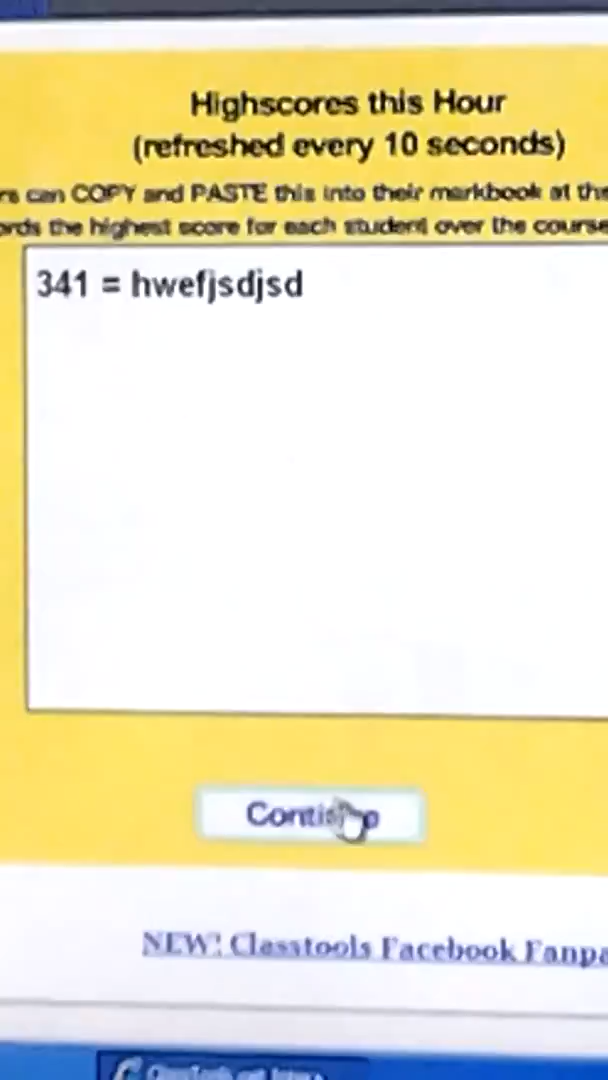 Highscores this Hour
(refreshed every 10 seconds)
can COPY and PASTE this into their markbook at the
the highest score for each student over the course
341 = hwefjsdjsd
Continue
NEW! Classtools Facebook